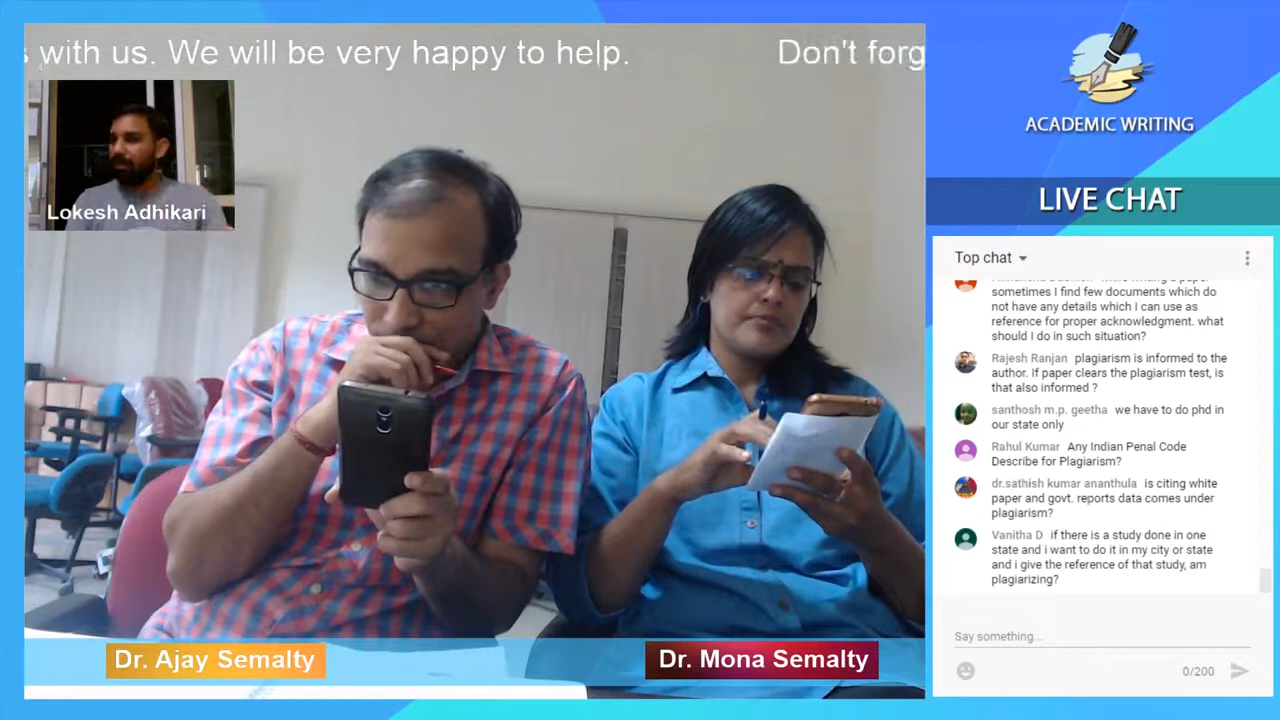 s with us. We will be very happy to help. Don't forg
Lokesh Adhikari
Dr. Ajay Semalty
Dr. Mona Semalty
ACADEMIC WRITING
LIVE CHAT
Top chat
sometimes I find few documents which do
not have any details which I can use as
reference for proper acknowledgment. what
should I do in such situation?
Rajesh Ranjan plagiarism is informed to the
author. If paper clears the plagiarism test, is
that also informed ?
santhosh m.p. geetha we have to do phd in
our state only
Rahul Kumar Any Indian Penal Code
Describe for Plagiarism?
dr.sathish kumar ananthula is citing white
paper and govt. reports data comes under
plagiarism?
Vanitha D if there is a study done in one
state and i want to do it in my city or state
and i give the reference of that study, am
plagiarizing?
Say something...
0/200